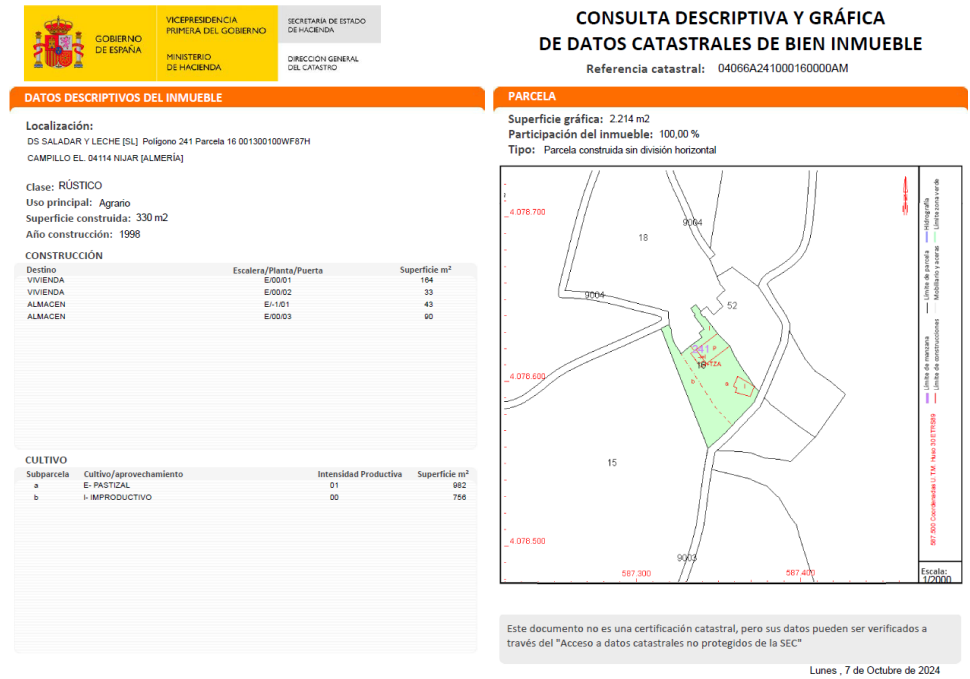 GOBIERNO
DE ESPAÑA
VICEPRESIDENCIA
PRIMERA DEL GOBIERNO
MINISTERIO
DE HACIENDA
SECRETARÍA DE ESTADO
DE HACIENDA
DIRECCIÓN GENERAL
DEL CATASTRO
CONSULTA DESCRIPTIVA Y GRÁFICA
DE DATOS CATASTRALES DE BIEN INMUEBLE
Referencia catastral: 04066A241000160000AM
DATOS DESCRIPTIVOS DEL INMUEBLE
Localización:
DS SALADAR Y LECHE [SL] Polígono 241 Parcela 16 001300100WF87H
CAMPILLO EL. 04114 NIJAR [ALMERÍA]
Clase: RÚSTICO
Uso principal: Agrario
Superficie construida: 330 m2
Año construcción: 1998
CONSTRUCCIÓN
Destino Escalera/Planta/Puerta Superficie m²
VIVIENDA E/00/01 164
VIVIENDA E/00/02 33
ALMACEN E/-1/01 43
ALMACEN E/00/03 90
CULTIVO
Subparcela Cultivo/aprovechamiento Intensidad Productiva Superficie m²
a E- PASTIZAL 01 982
b I- IMPRODUCTIVO 00 756
PARCELA
Superficie gráfica: 2.214 m2
Participación del inmueble: 100,00 %
Tipo: Parcela construida sin división horizontal
4.076.700
9004
18
9004
52
241
P
4.076.600
16
TZA
b
a
I
I
15
4.076.500
9003
587.300
587.400
Límite de manzana
Límite de parcela
Hidrografía
Límite de construcciones
Mobiliario y aceras
Límite zona verde
587.500 Coordenadas U.T.M. Huso 30 ETRS89
Escala:
1/2000
Este documento no es una certificación catastral, pero sus datos pueden ser verificados a
través del "Acceso a datos catastrales no protegidos de la SEC"
Lunes , 7 de Octubre de 2024